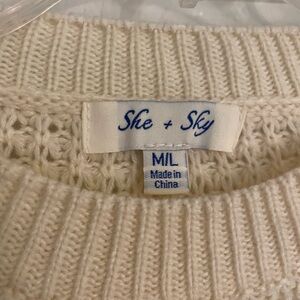 She + Sky
M/L
Made in
China